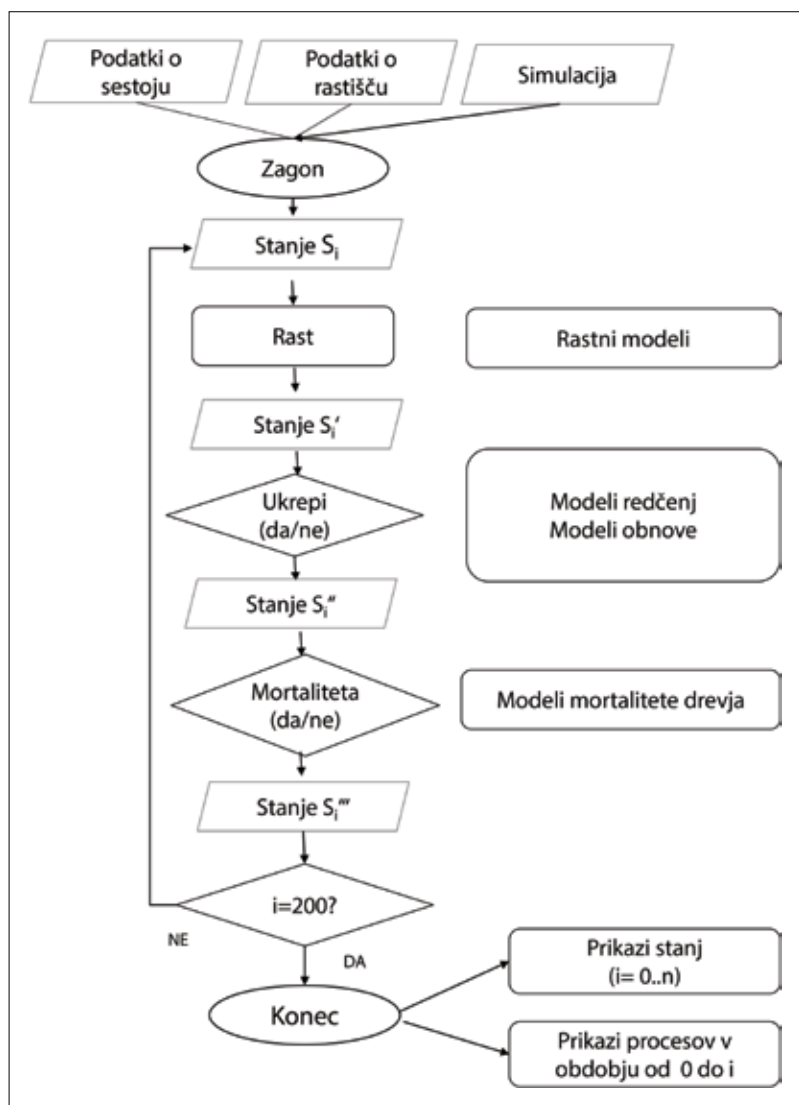 Podatki o
sestoju
Podatki o
rastišču
Simulacija
Zagon
Stanje Si
Rast
Rastni modeli
Stanje Si'
Ukrepi
(da/ne)
Modeli redčenj
Modeli obnove
Stanje Si''
Mortaliteta
(da/ne)
Modeli mortalitete drevja
Stanje Si'''
i=200?
NE
DA
Prikazi stanj
(i= 0..n)
Konec
Prikazi procesov v
obdobju od 0 do i